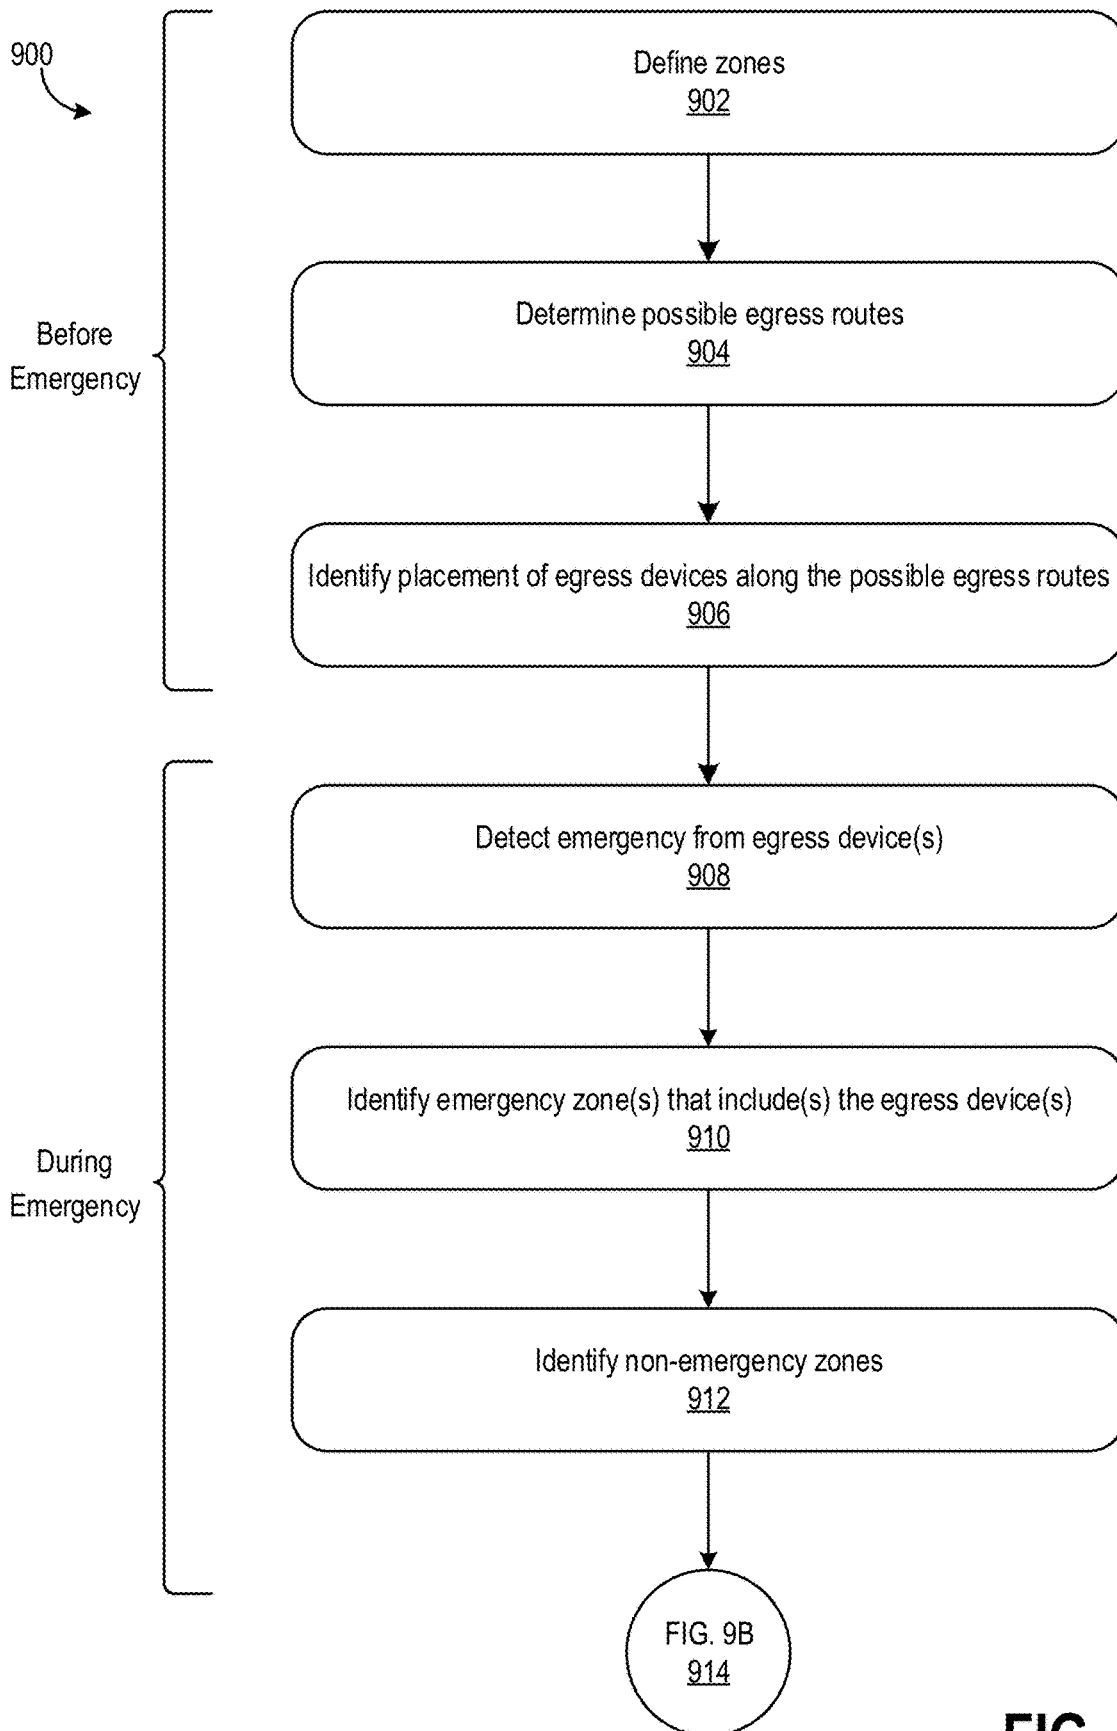 900
Define zones
902
Determine possible egress routes
904
Before
Emergency
Identify placement of egress devices along the possible egress routes
906
Detect emergency from egress device(s)
908
Identify emergency zone(s) that include(s) the egress device(s)
910
During
Emergency
Identify non-emergency zones
912
FIG. 9B
914
FIG